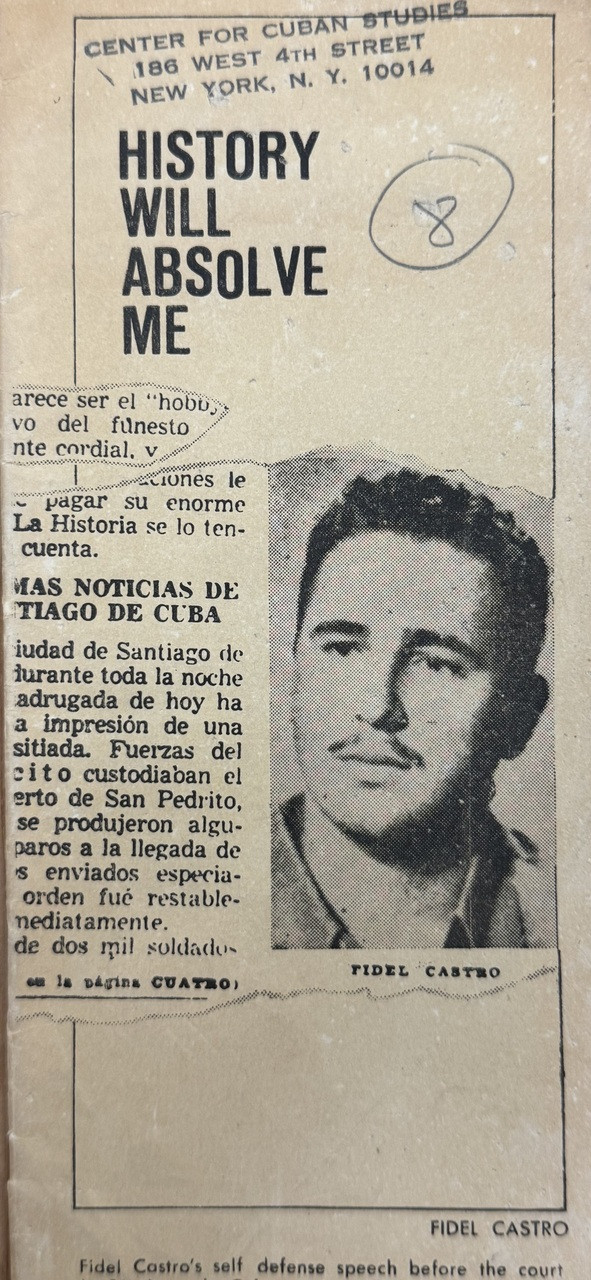 CENTER FOR CUBAN STUDIES
186 WEST 4TH STREET
NEW YORK, N. Y. 10014
HISTORY
WILL
ABSOLVE
ME
8
arece ser el "hobby
vo del funesto
nte cordial, y
ciones le
pagar su enorme
La Historia se lo ten-
cuenta.
MAS NOTICIAS DE
TIAGO DE CUBA
iudad de Santiago de
durante toda la noche
adrugada de hoy ha
a impresión de una
sitiada. Fuerzas del
cito custodiaban el
erto de San Pedrito,
se produjeron algu-
paros a la llegada de
s enviados especia-
orden fué restable-
mediatamente.
de dos mil soldados
en la página CUATRO)
FIDEL CASTRO
FIDEL CASTRO
Fidel Castro's self defense speech before the court